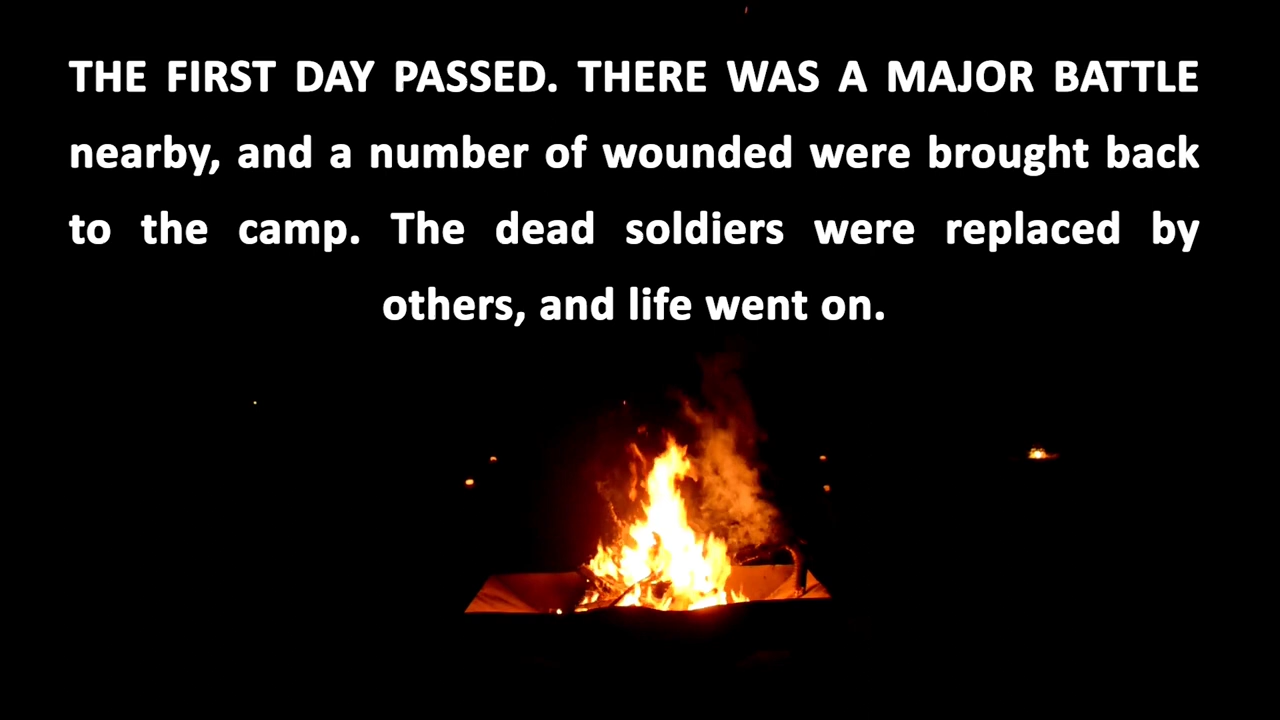 THE FIRST DAY PASSED. THERE WAS A MAJOR BATTLE
nearby, and a number of wounded were brought back
to the camp. The dead soldiers were replaced by
others, and life went on.